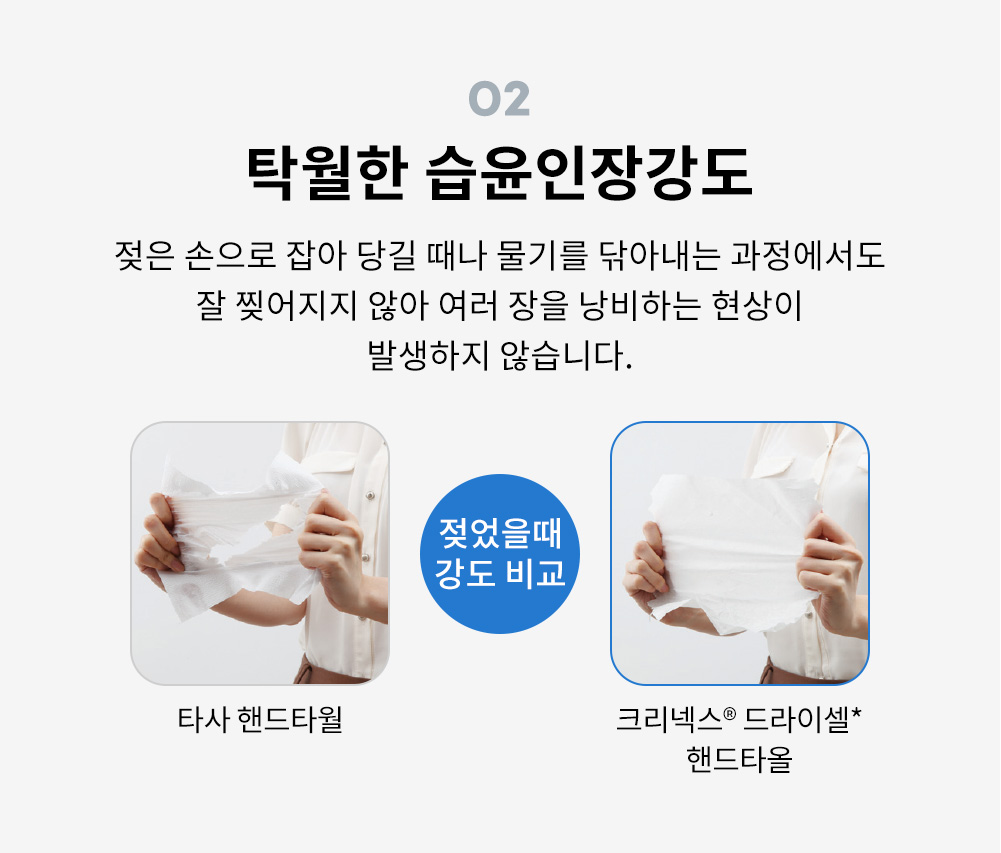 02
탁월한 습윤인장강도
젖은 손으로 잡아 당길 때나 물기를 닦아내는 과정에서도
잘 찢어지지 않아 여러 장을 낭비하는 현상이
발생하지 않습니다.
젖었을때
강도 비교
타사 핸드타월
크리넥스® 드라이셀*
핸드타올